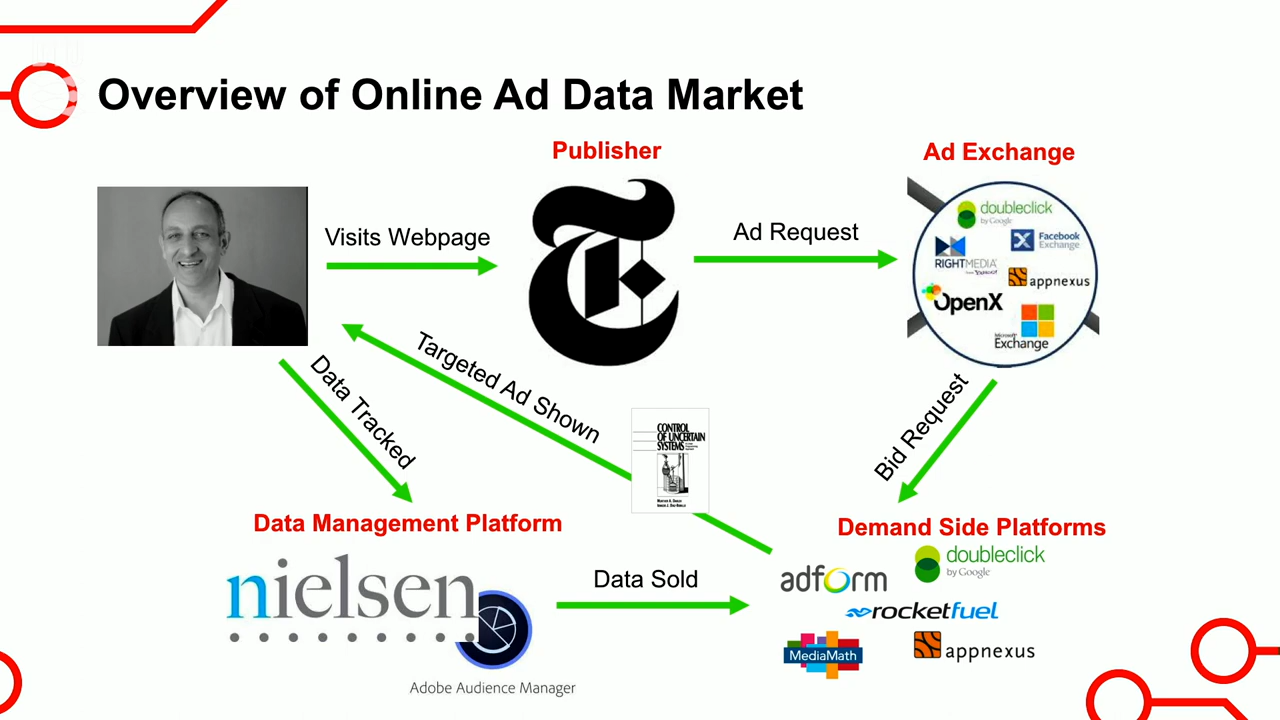 Overview of Online Ad Data Market
Publisher
Ad Exchange
Visits Webpage
Ad Request
doubleclick
by Google
Facebook
Exchange
RIGHTMEDIA
from YAHOO!
appnexus
OpenX
Microsoft
Exchange
Data Tracked
Targeted Ad Shown
Bid Request
CONTROL
OF UNCERTAIN
SYSTEMS
Data Management Platform
Demand Side Platforms
nielsen
Data Sold
adform
doubleclick
by Google
rocketfuel
MediaMath
appnexus
Adobe Audience Manager